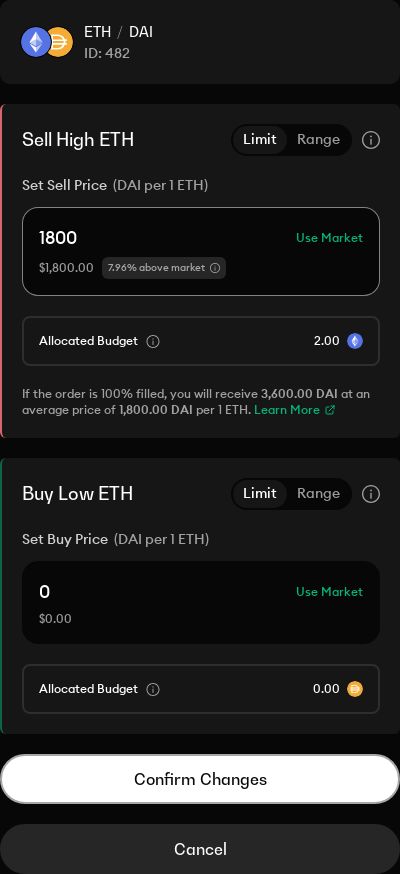 ETH / DAI
ID: 482
Sell High ETH
Limit Range
Set Sell Price (DAI per 1 ETH)
1800 Use Market
$1,800.00 7.96% above market
Allocated Budget 2.00
If the order is 100% filled, you will receive 3,600.00 DAI at an
average price of 1,800.00 DAI per 1 ETH. Learn More
Buy Low ETH
Limit Range
Set Buy Price (DAI per 1 ETH)
0 Use Market
$0.00
Allocated Budget 0.00
Confirm Changes
Cancel